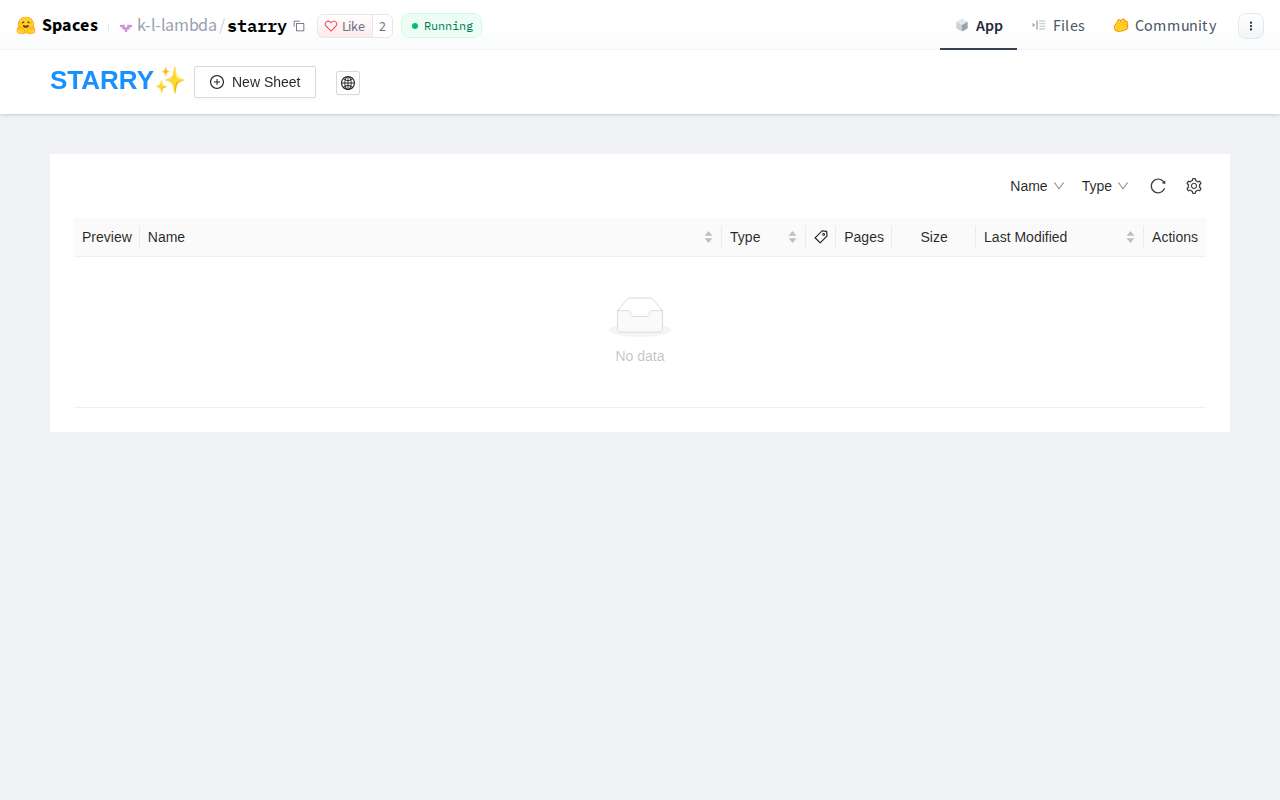 Spaces k-l-lambda/starry Like 2 Running App Files Community
STARRY✨ New Sheet
Name Type
Preview Name Type Pages Size Last Modified Actions
No data